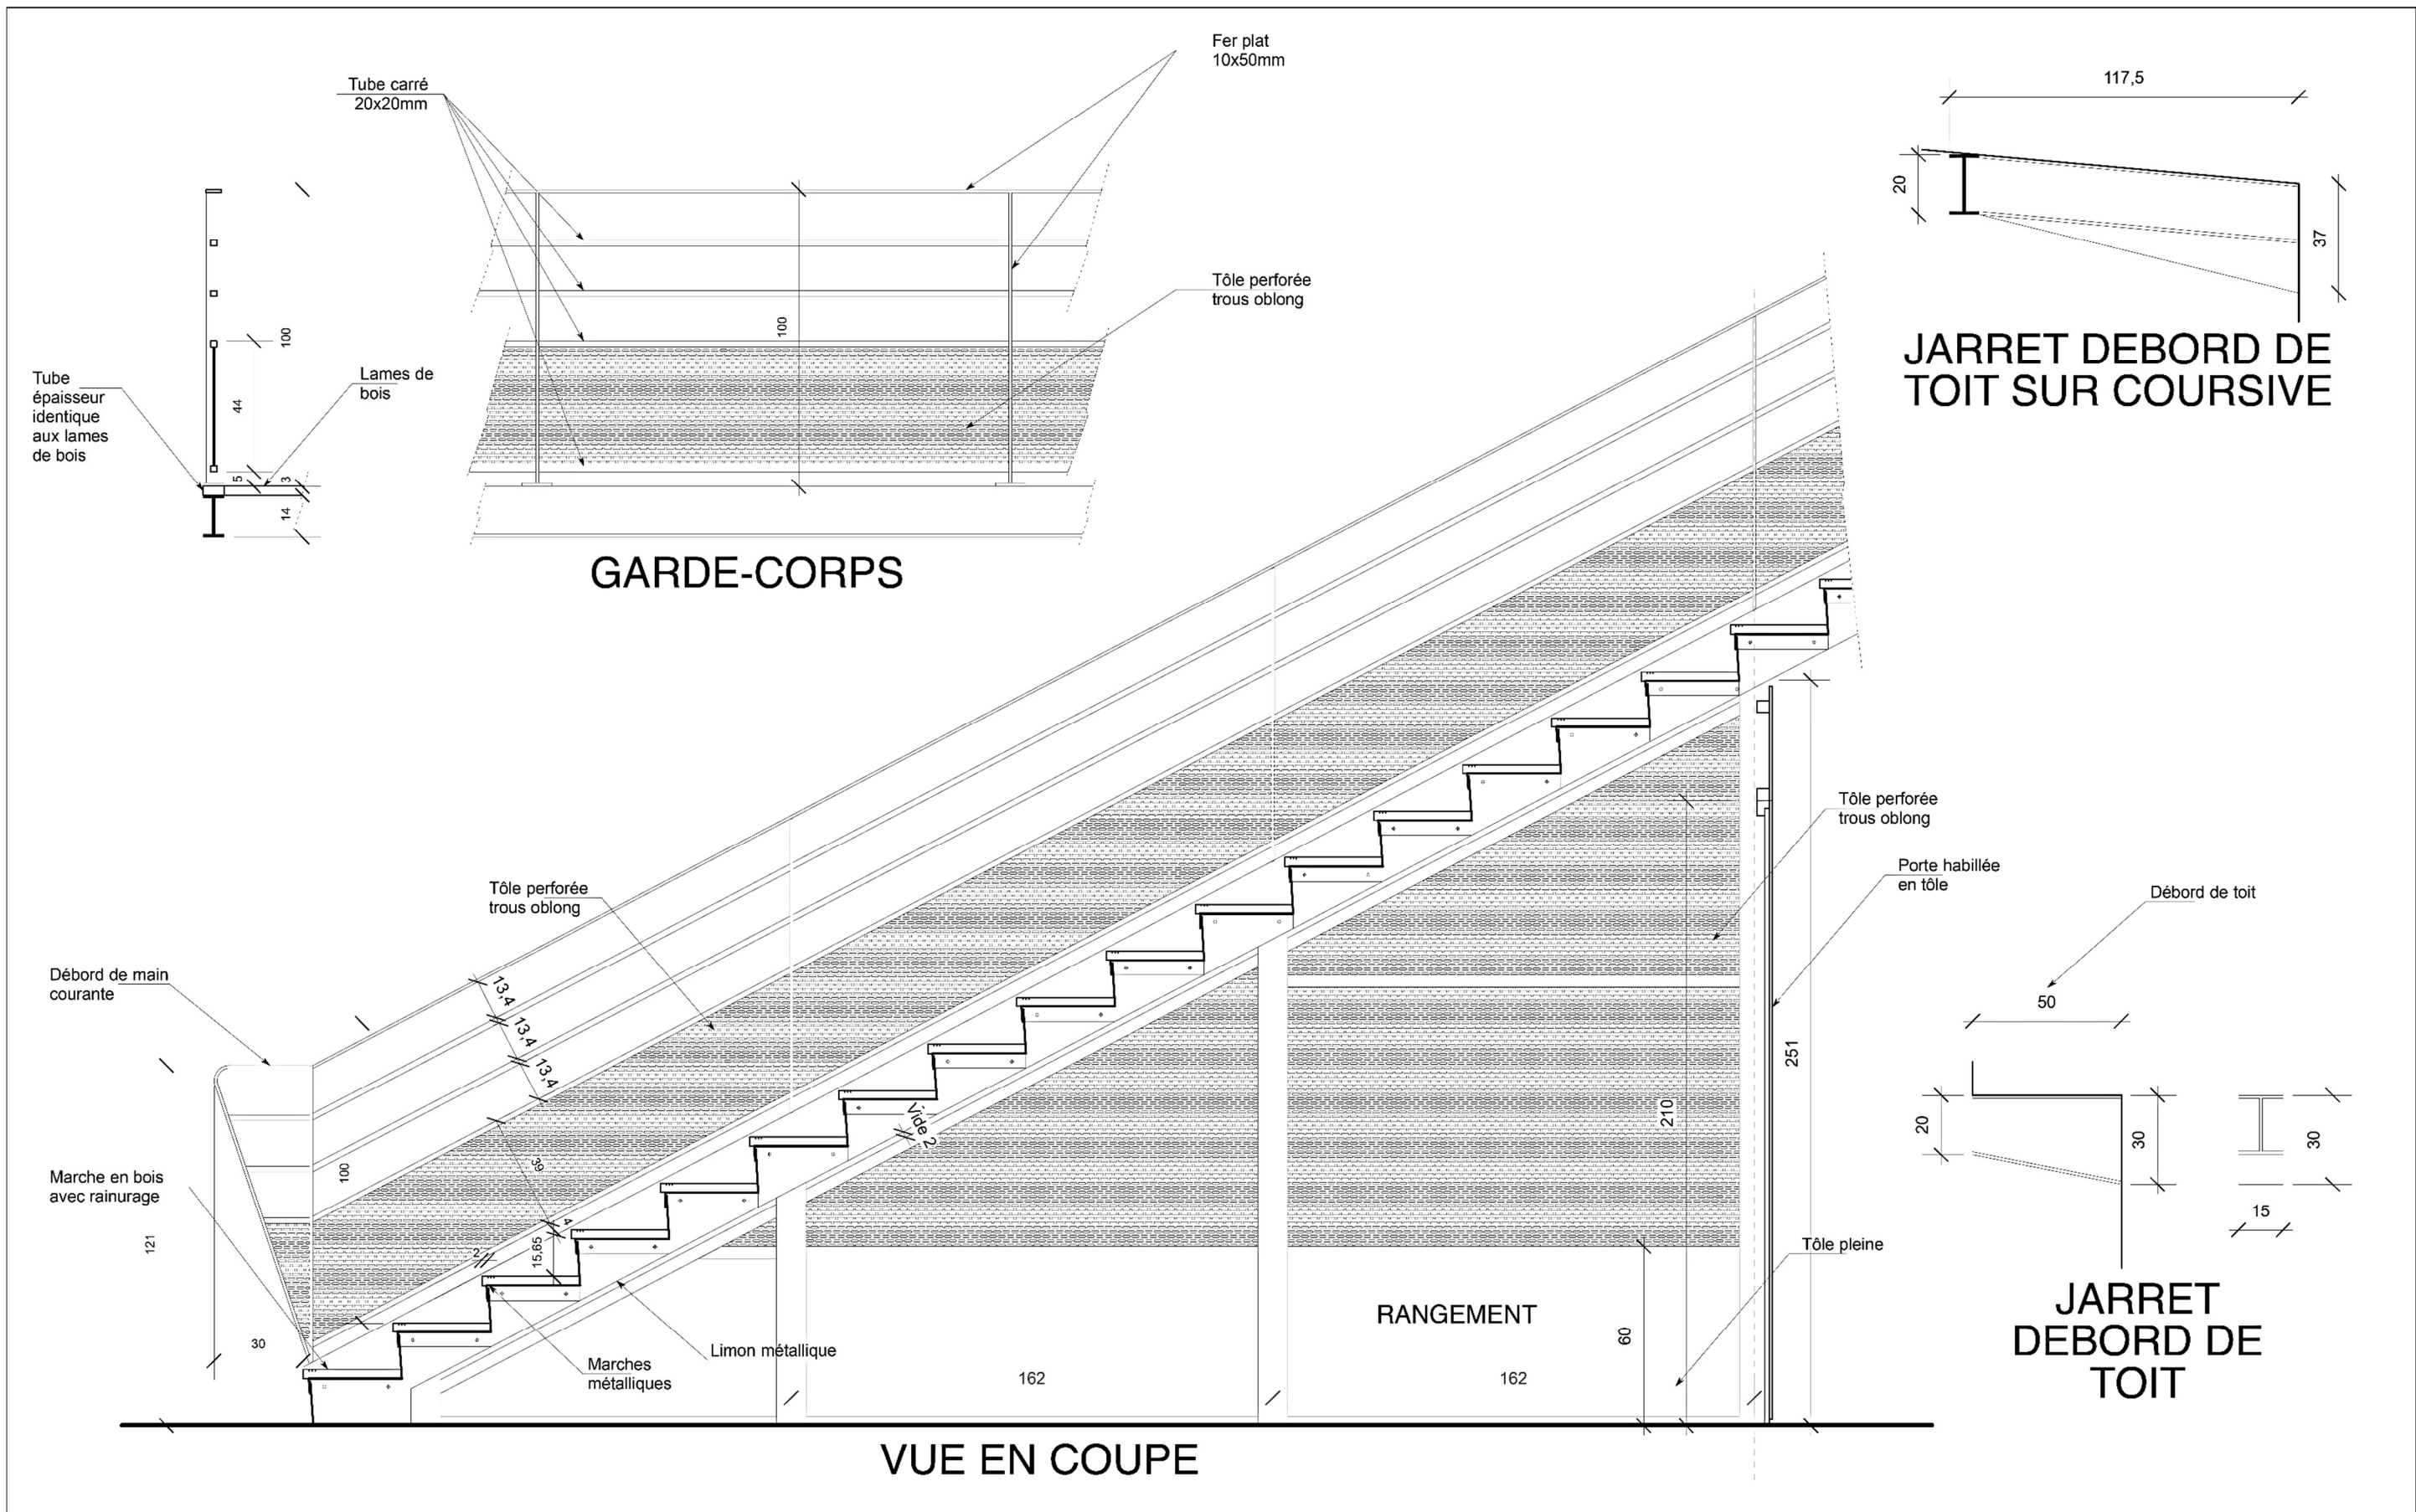 Fer plat
10x50mm
Tube carré
20x20mm
117,5
20
37
Tôle perforée
trous oblong
100
100
44
5
3
14
Tube
épaisseur
identique
aux lames
de bois
Lames de
bois
GARDE-CORPS
JARRET DEBORD DE
TOIT SUR COURSIVE
Tôle perforée
trous oblong
Tôle perforée
trous oblong
Porte habillée
en tôle
Débord de toit
50
Débord de main
courante
13,4
13,4
13,4
251
210
Vide 2
20
30
30
15
39
100
Marche en bois
avec rainurage
4
2
15,65
121
Tôle pleine
RANGEMENT
60
30
Limon métallique
Marches
métalliques
162
162
JARRET
DEBORD DE
TOIT
VUE EN COUPE